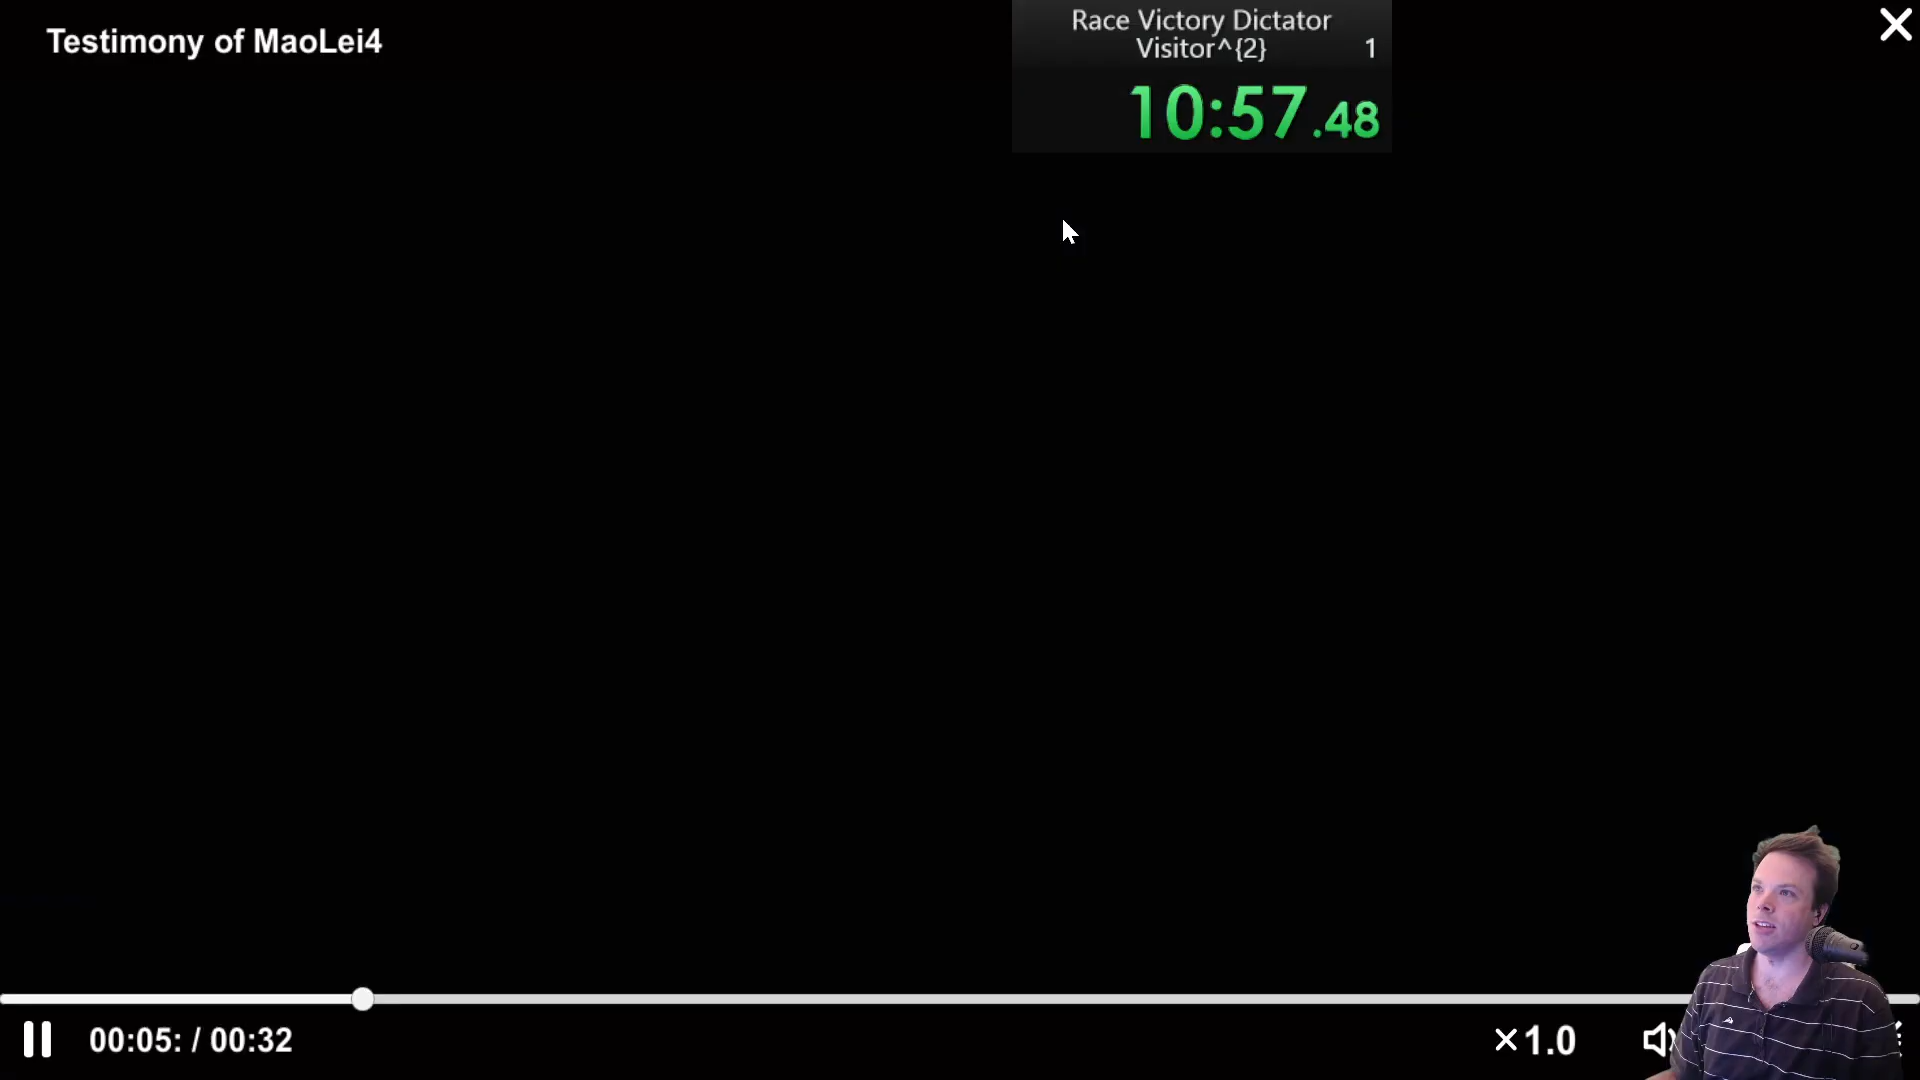 Testimony of MaoLei4
Race Victory Dictator
Visitor^{2} 1
10:57.48
00:05: / 00:32
×1.0